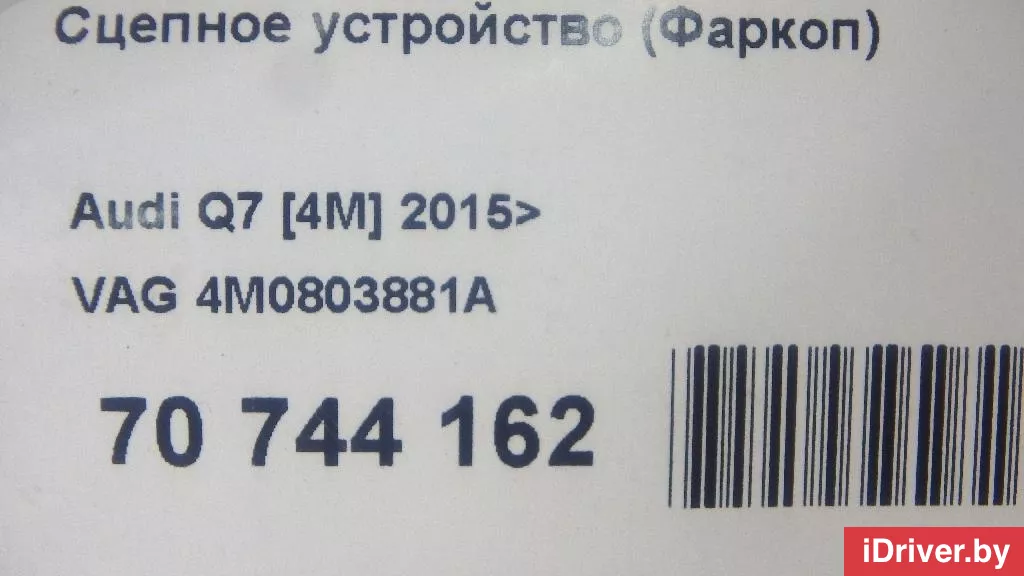 Сцепное устройство (Фаркоп)
Audi Q7 [4M] 2015>
VAG 4M0803881A
70 744 162
iDriver.by